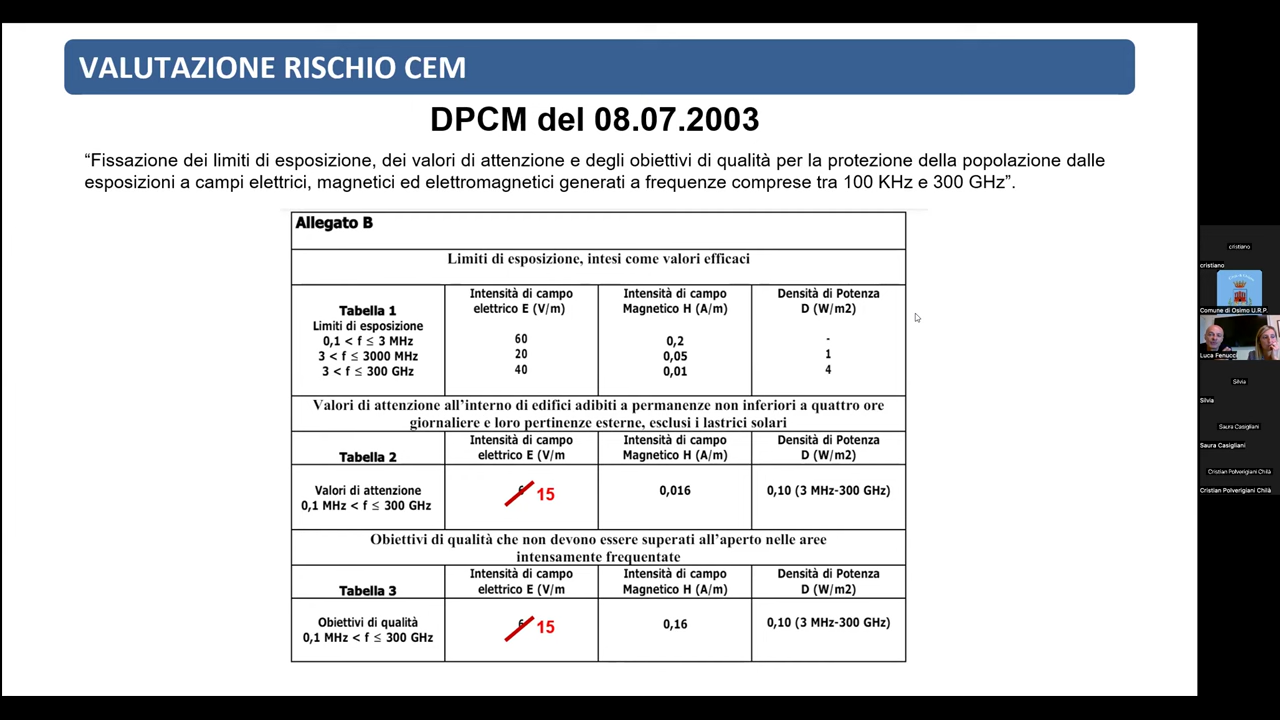 VALUTAZIONE RISCHIO CEM
DPCM del 08.07.2003
“Fissazione dei limiti di esposizione, dei valori di attenzione e degli obiettivi di qualità per la protezione della popolazione dalle
esposizioni a campi elettrici, magnetici ed elettromagnetici generati a frequenze comprese tra 100 KHz e 300 GHz”.
Allegato B
Limiti di esposizione, intesi come valori efficaci
Tabella 1
Limiti di esposizione
0,1 < f ≤ 3 MHz
3 < f ≤ 3000 MHz
3 < f ≤ 300 GHz
Intensità di campo
elettrico E (V/m)
60
20
40
Intensità di campo
Magnetico H (A/m)
0,2
0,05
0,01
Densità di Potenza
D (W/m2)
-
1
4
Valori di attenzione all’interno di edifici adibiti a permanenze non inferiori a quattro ore
giornaliere e loro pertinenze esterne, esclusi i lastrici solari
Tabella 2
Intensità di campo
elettrico E (V/m
Intensità di campo
Magnetico H (A/m)
Densità di Potenza
D (W/m2)
Valori di attenzione
0,1 MHz < f ≤ 300 GHz
6 15
0,016
0,10 (3 MHz-300 GHz)
Obiettivi di qualità che non devono essere superati all’aperto nelle aree
intensamente frequentate
Tabella 3
Intensità di campo
elettrico E (V/m
Intensità di campo
Magnetico H (A/m)
Densità di Potenza
D (W/m2)
Obiettivi di qualità
0,1 MHz < f ≤ 300 GHz
6 15
0,16
0,10 (3 MHz-300 GHz)
cristiano
cristiano
Comune di Osimo U.R.P.
Luca Fenucci
Silvia
Silvia
Saura Casigliani
Saura Casigliani
Cristian Polverigiani Chilà
Cristian Polverigiani Chilà